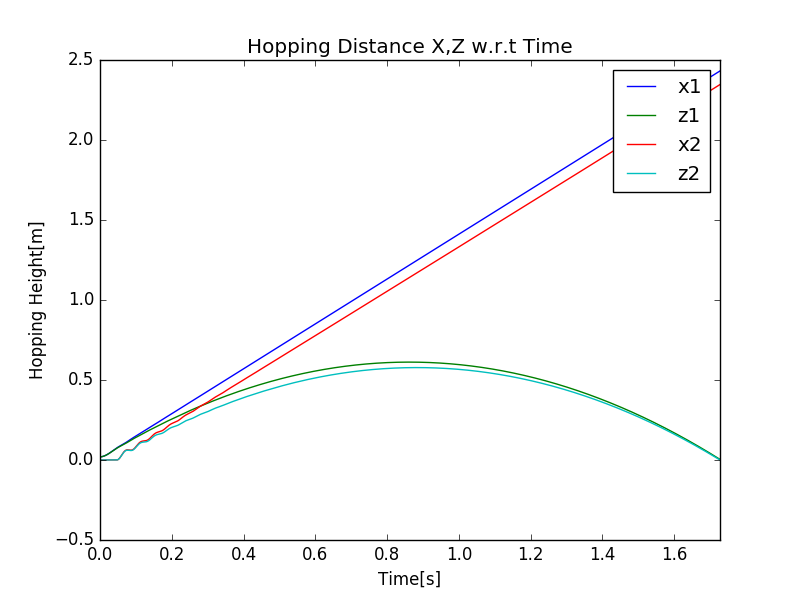 Hopping Distance X,Z w.r.t Time
2.5
2.0
1.5
1.0
0.5
0.0
−0.5
Hopping Height[m]
x1
z1
x2
z2
0.0 0.2 0.4 0.6 0.8 1.0 1.2 1.4 1.6
Time[s]